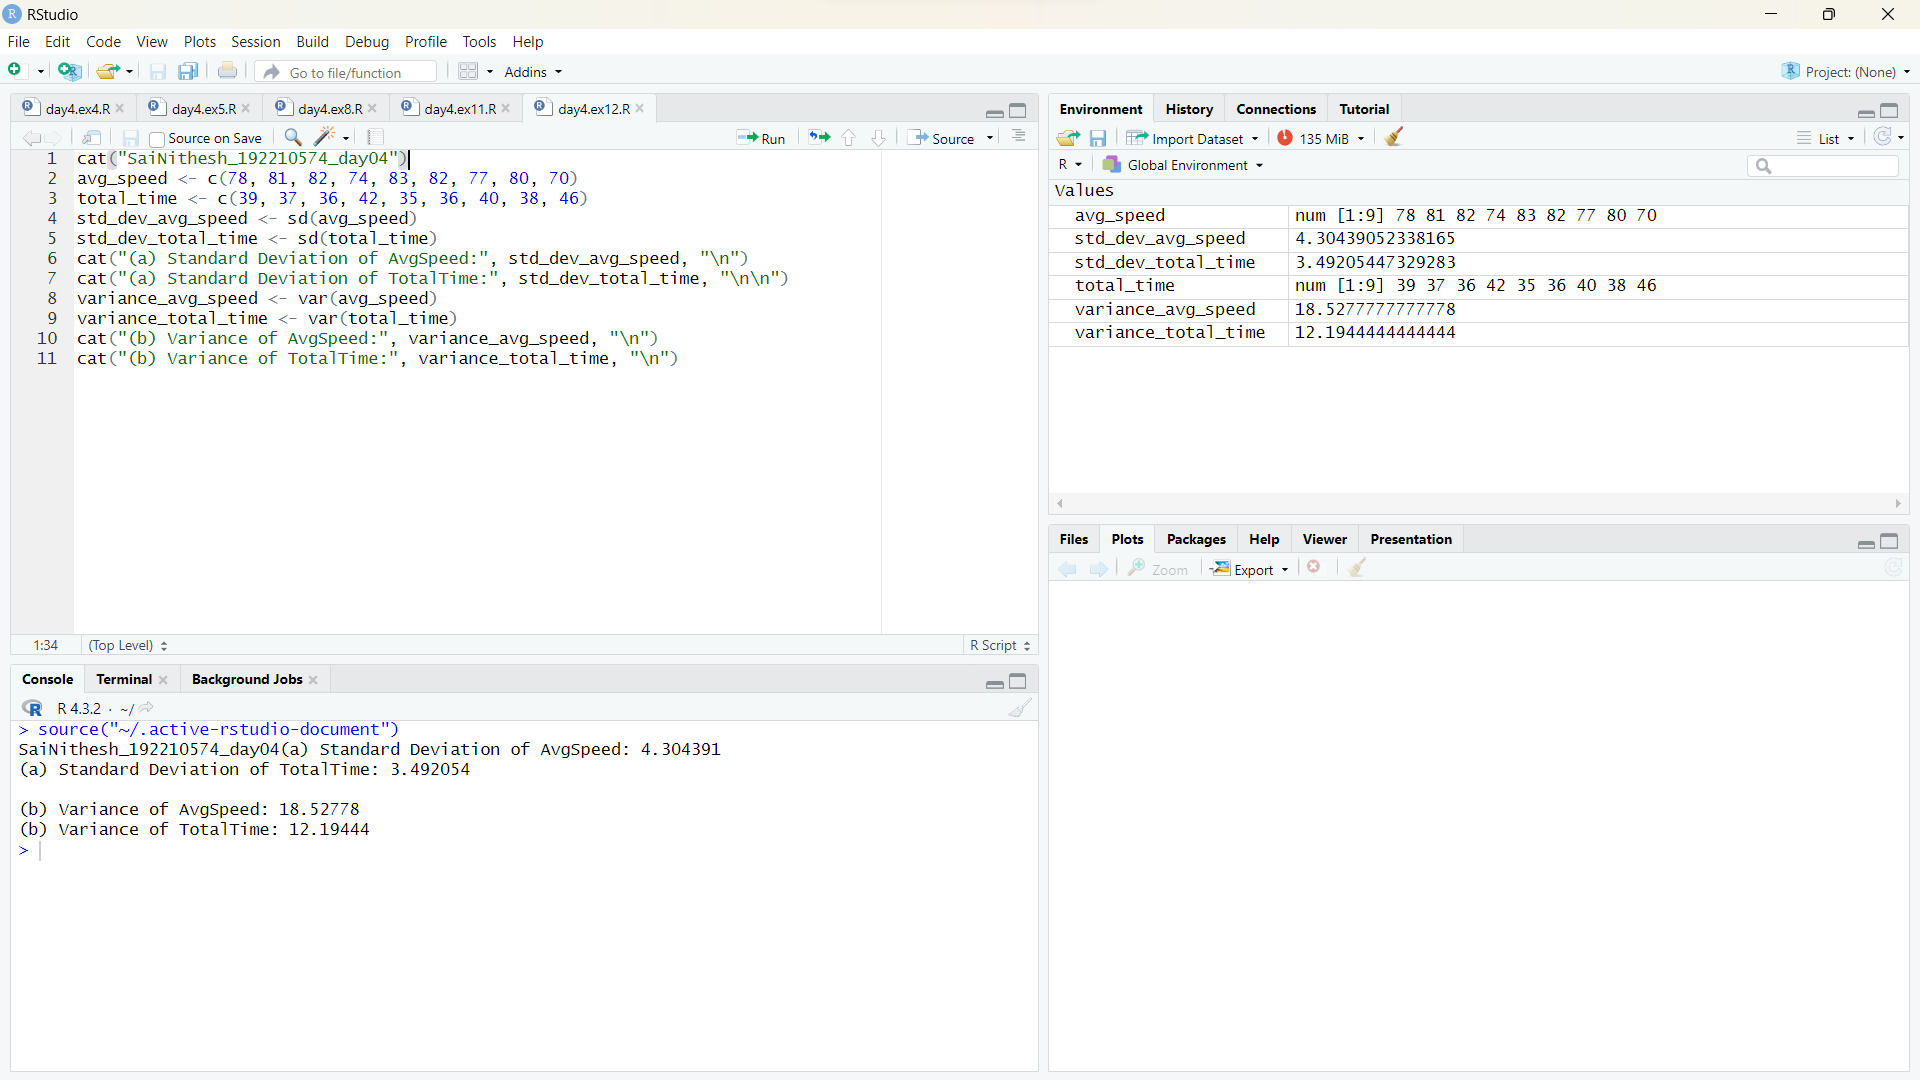 RStudio
File Edit Code View Plots Session Build Debug Profile Tools Help
Go to file/function Addins Project: (None)
day4.ex4.R day4.ex5.R day4.ex8.R day4.ex11.R day4.ex12.R
Source on Save Run Source
1 cat("SaiNithesh_192210574_day04")
2 avg_speed <- c(78, 81, 82, 74, 83, 82, 77, 80, 70)
3 total_time <- c(39, 37, 36, 42, 35, 36, 40, 38, 46)
4 std_dev_avg_speed <- sd(avg_speed)
5 std_dev_total_time <- sd(total_time)
6 cat("(a) Standard Deviation of AvgSpeed:", std_dev_avg_speed, "\n")
7 cat("(a) Standard Deviation of TotalTime:", std_dev_total_time, "\n\n")
8 variance_avg_speed <- var(avg_speed)
9 variance_total_time <- var(total_time)
10 cat("(b) Variance of AvgSpeed:", variance_avg_speed, "\n")
11 cat("(b) Variance of TotalTime:", variance_total_time, "\n")
1:34 (Top Level) R Script
Console Terminal Background Jobs
R R 4.3.2 · ~/
> source("~/.active-rstudio-document")
SaiNithesh_192210574_day04(a) Standard Deviation of AvgSpeed: 4.304391
(a) Standard Deviation of TotalTime: 3.492054
(b) Variance of AvgSpeed: 18.52778
(b) Variance of TotalTime: 12.19444
>
Environment History Connections Tutorial
Import Dataset 135 MiB List
R Global Environment
Values
avg_speed num [1:9] 78 81 82 74 83 82 77 80 70
std_dev_avg_speed 4.30439052338165
std_dev_total_time 3.49205447329283
total_time num [1:9] 39 37 36 42 35 36 40 38 46
variance_avg_speed 18.5277777777778
variance_total_time 12.1944444444444
Files Plots Packages Help Viewer Presentation
Zoom Export